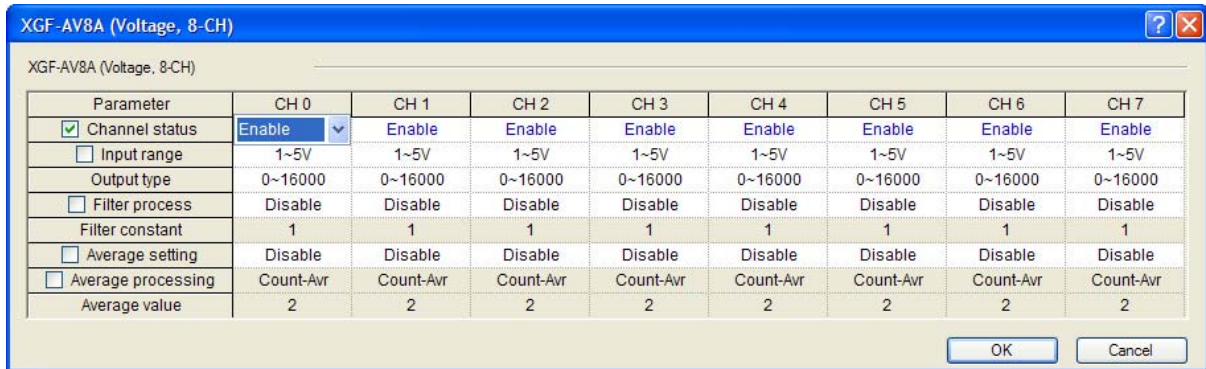 XGF-AV8A (Voltage, 8-CH)
XGF-AV8A (Voltage, 8-CH)
Parameter CH 0 CH 1 CH 2 CH 3 CH 4 CH 5 CH 6 CH 7
Channel status Enable Enable Enable Enable Enable Enable Enable Enable
Input range 1~5V 1~5V 1~5V 1~5V 1~5V 1~5V 1~5V 1~5V
Output type 0~16000 0~16000 0~16000 0~16000 0~16000 0~16000 0~16000 0~16000
Filter process Disable Disable Disable Disable Disable Disable Disable Disable
Filter constant 1 1 1 1 1 1 1 1
Average setting Disable Disable Disable Disable Disable Disable Disable Disable
Average processing Count-Avr Count-Avr Count-Avr Count-Avr Count-Avr Count-Avr Count-Avr Count-Avr
Average value 2 2 2 2 2 2 2 2
OK Cancel